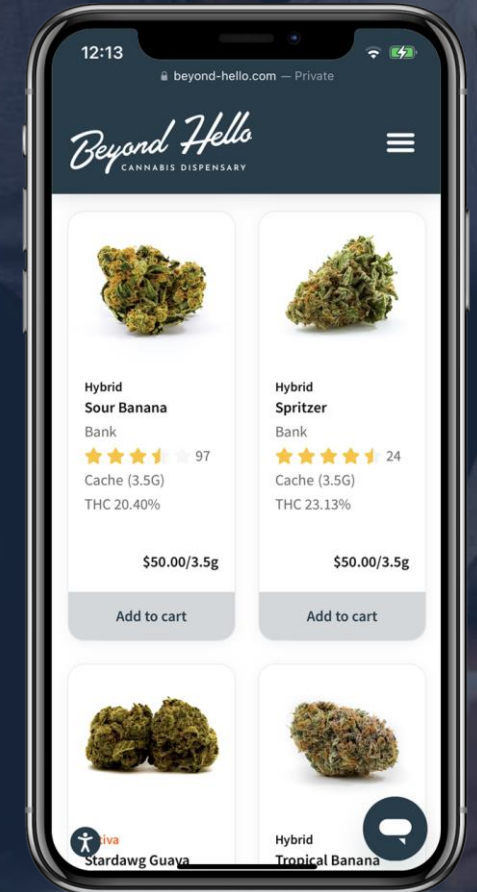 12:13
beyond-hello.com — Private
Beyond Hello
CANNABIS DISPENSARY
Hybrid
Sour Banana
Bank
97
Cache (3.5G)
THC 20.40%
$50.00/3.5g
Add to cart
Hybrid
Spritzer
Bank
24
Cache (3.5G)
THC 23.13%
$50.00/3.5g
Add to cart
Stardawg Guava
Hybrid
Tropical Banana